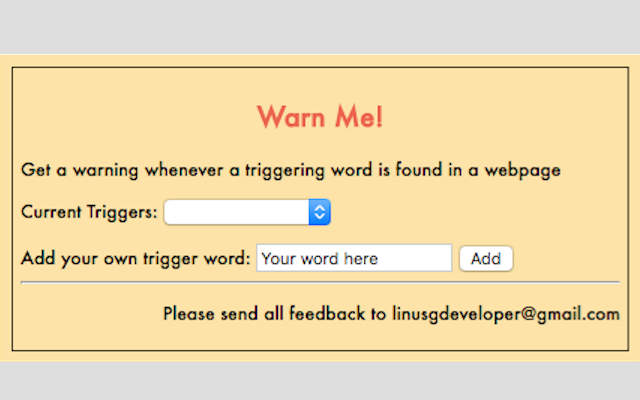 Warn Me!
Get a warning whenever a triggering word is found in a webpage
Current Triggers:
Add your own trigger word: Your word here Add
Please send all feedback to linusgdeveloper@gmail.com